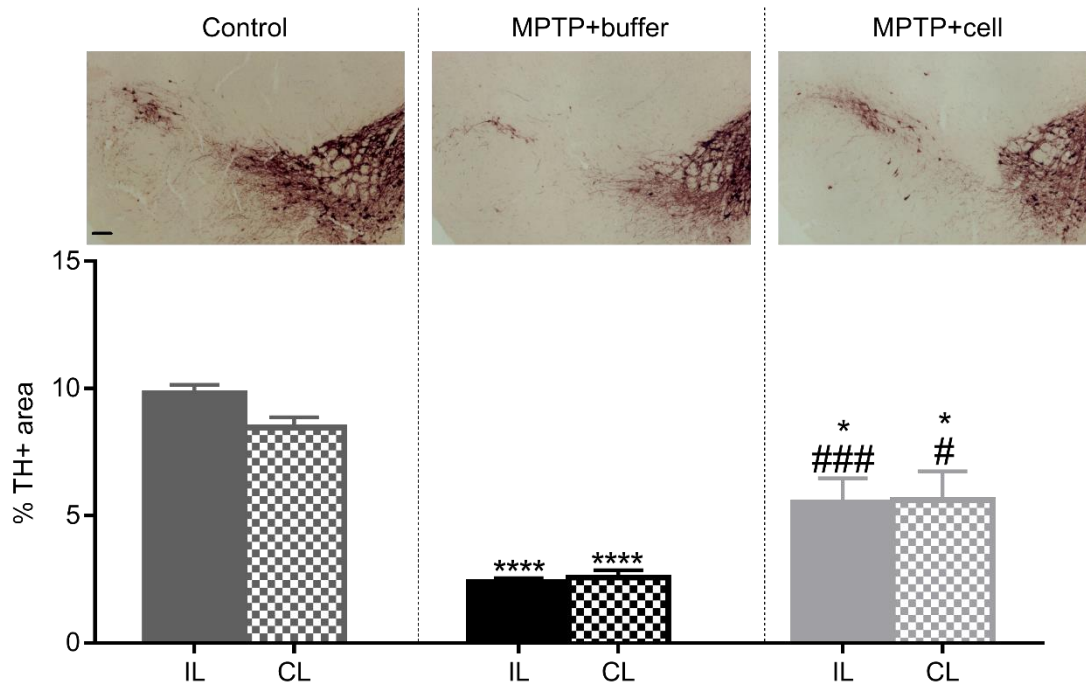 Control MPTP+buffer MPTP+cell
15
10
5
0
% TH+ area
**** ****
* *
### #
IL CL IL CL IL CL